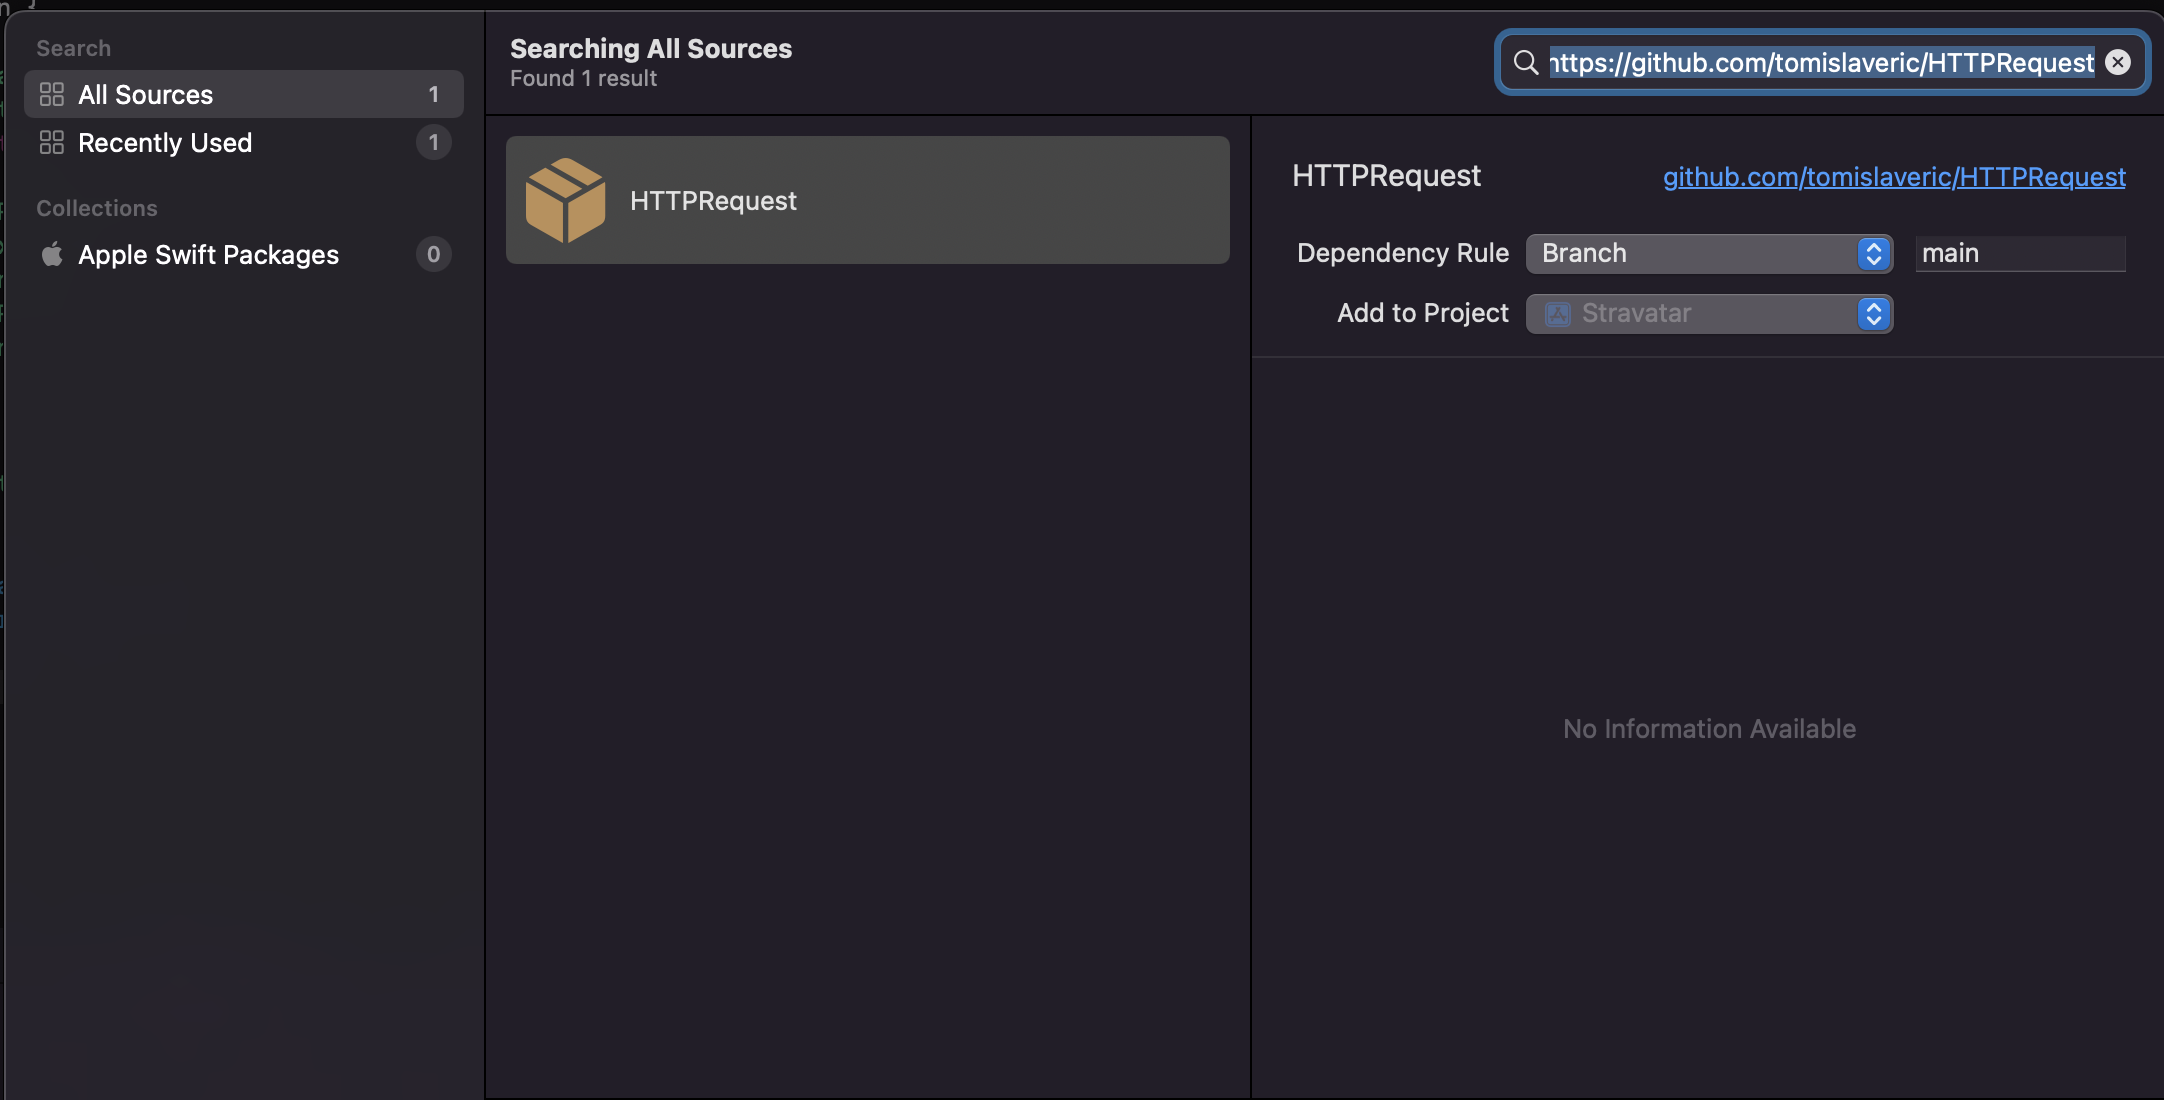 Search
All Sources 1
Recently Used 1
Collections
Apple Swift Packages 0
Searching All Sources
Found 1 result
https://github.com/tomislaveric/HTTPRequest
HTTPRequest
HTTPRequest
github.com/tomislaveric/HTTPRequest
Dependency Rule Branch main
Add to Project Stravatar
No Information Available